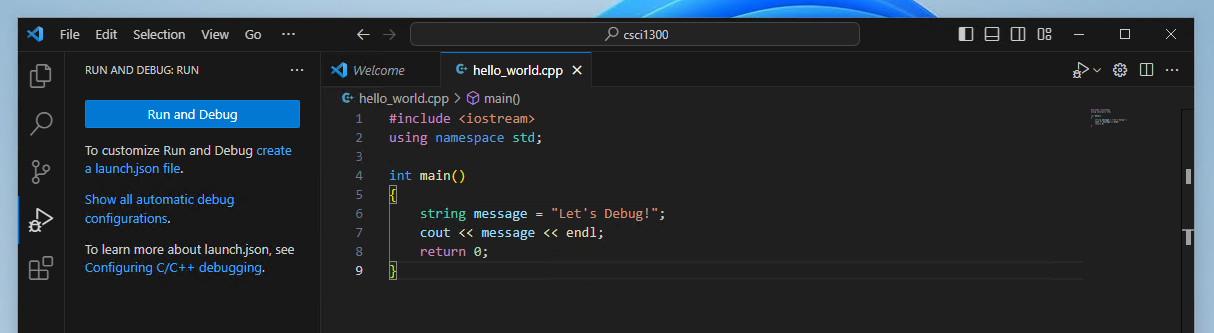 File Edit Selection View Go ··· csci1300
RUN AND DEBUG: RUN ···
Run and Debug
To customize Run and Debug create
a launch.json file.
Show all automatic debug
configurations.
To learn more about launch.json, see
Configuring C/C++ debugging.
Welcome hello_world.cpp
hello_world.cpp > main()
1 #include <iostream>
2 using namespace std;
3
4 int main()
5 {
6 string message = "Let's Debug!";
7 cout << message << endl;
8 return 0;
9 }